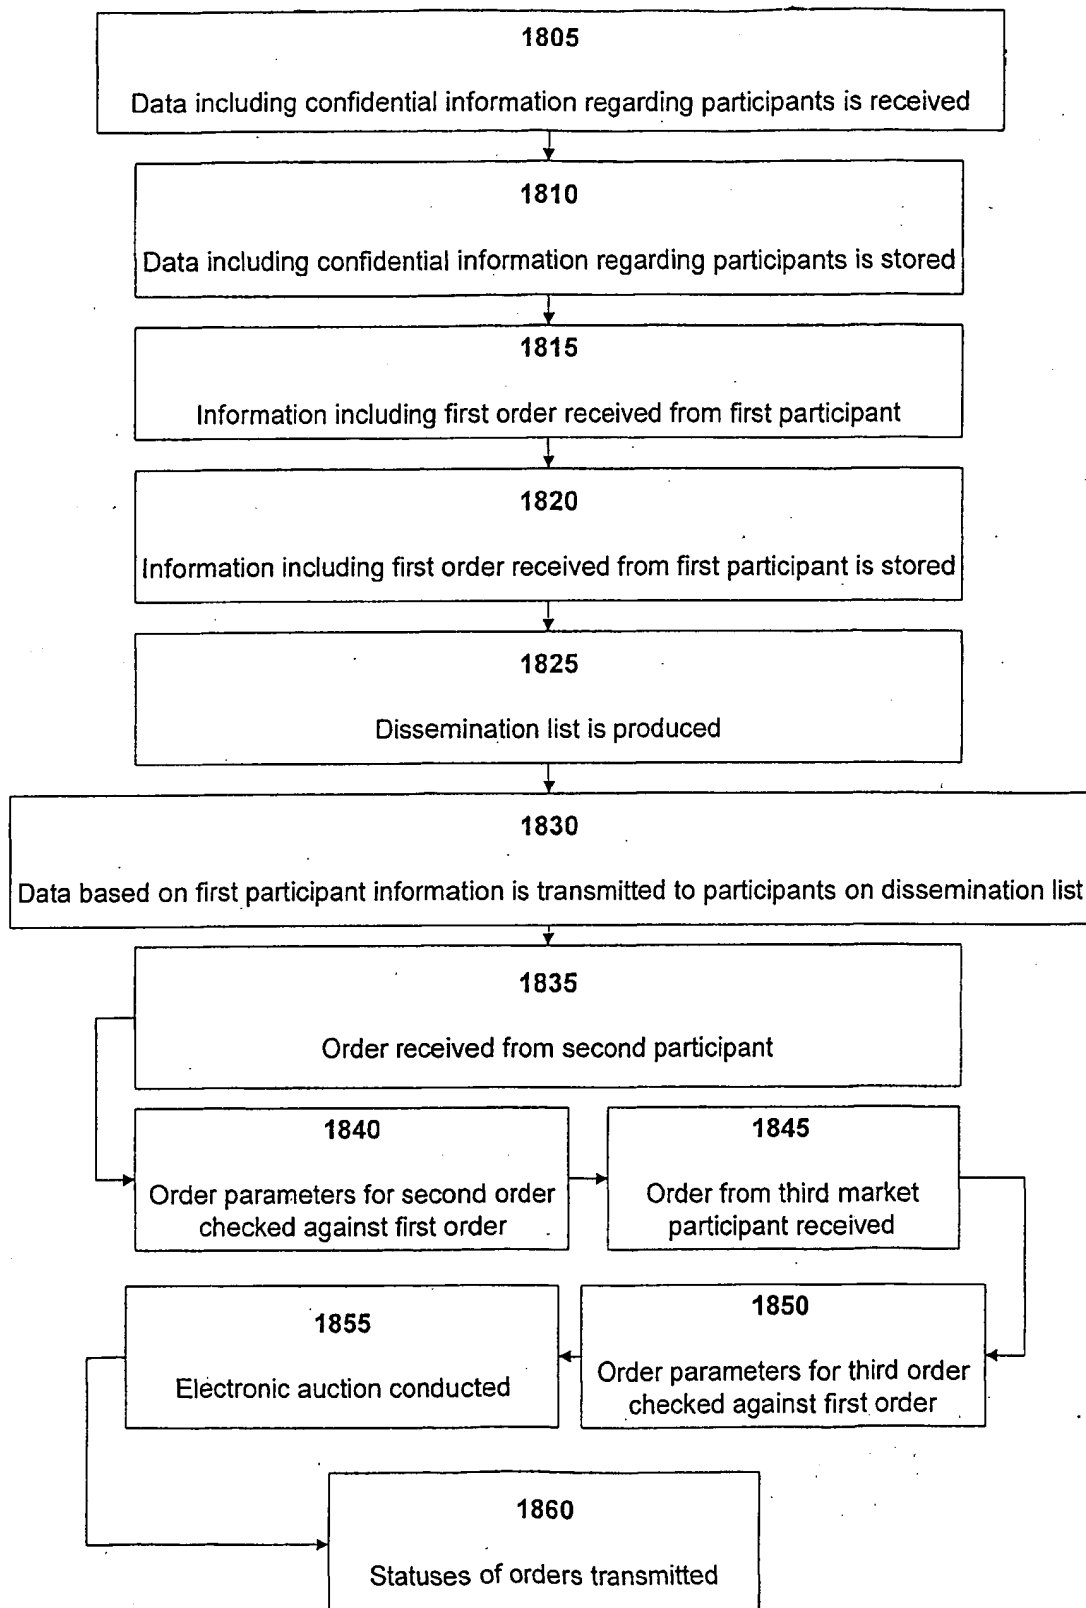 1805
Data including confidential information regarding participants is received
1810
Data including confidential information regarding participants is stored
1815
Information including first order received from first participant
1820
Information including first order received from first participant is stored
1825
Dissemination list is produced
1830
Data based on first participant information is transmitted to participants on dissemination list
1835
Order received from second participant
1840
Order parameters for second order
checked against first order
1845
Order from third market
participant received
1850
Order parameters for third order
checked against first order
1855
Electronic auction conducted
1860
Statuses of orders transmitted